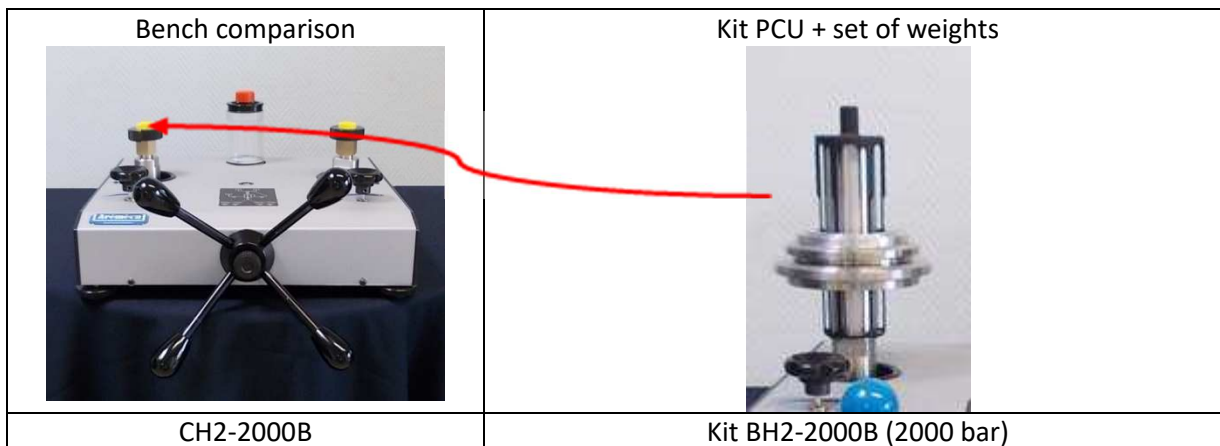 Bench comparison
Kit PCU + set of weights
CH2-2000B
Kit BH2-2000B (2000 bar)